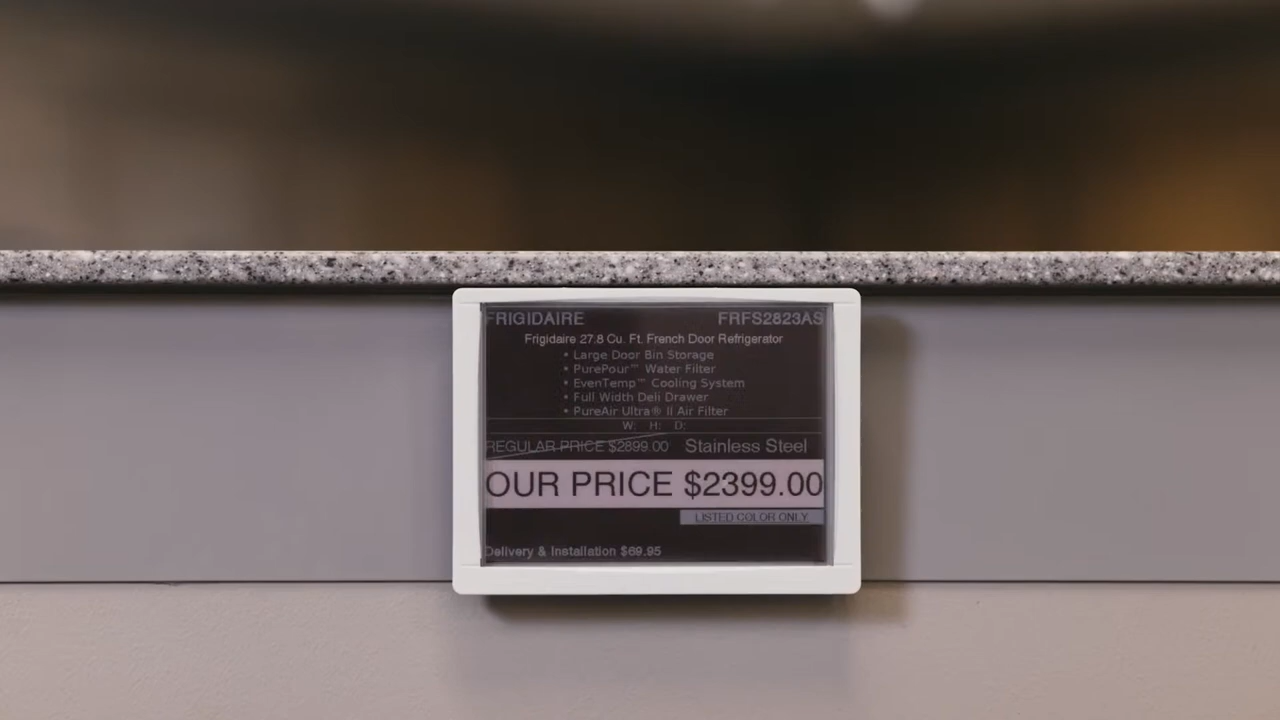 FRIGIDAIRE FRFS2823AS
Frigidaire 27.8 Cu. Ft. French Door Refrigerator
• Large Door Bin Storage
• PurePour™ Water Filter
• EvenTemp™ Cooling System
• Full Width Deli Drawer
• PureAir Ultra® II Air Filter
W: H: D:
REGULAR PRICE $2899.00 Stainless Steel
OUR PRICE $2399.00
LISTED COLOR ONLY
Delivery & Installation $69.95